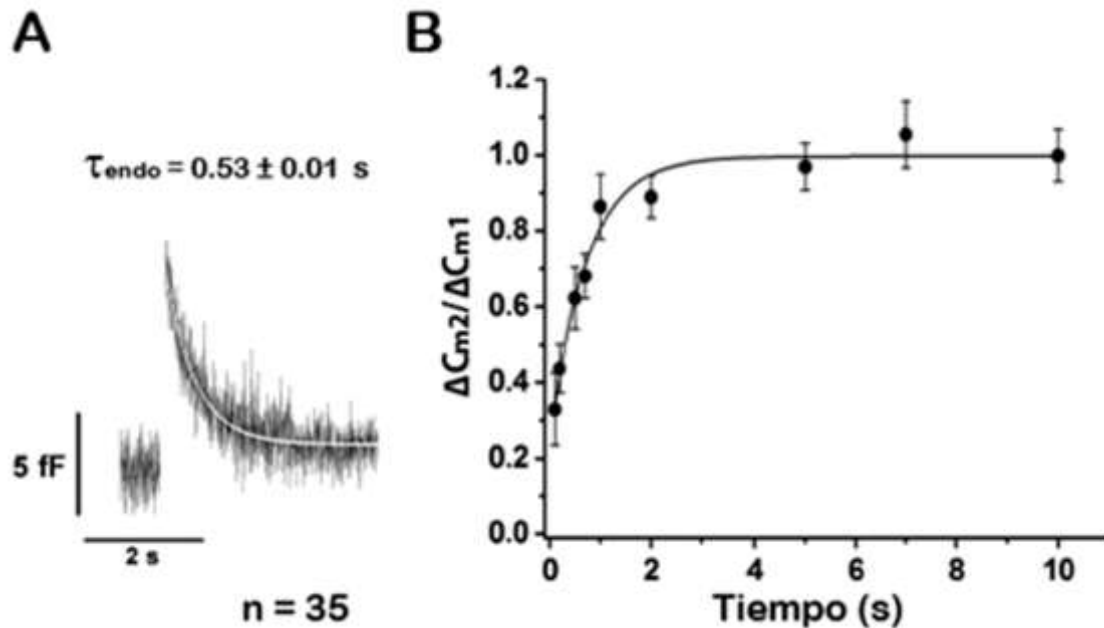 A
τendo = 0.53 ± 0.01 s
5 fF
2 s
n = 35
B
ΔCm2/ΔCm1
1.2
1.0
0.8
0.6
0.4
0.2
0.0
0 2 4 6 8 10
Tiempo (s)